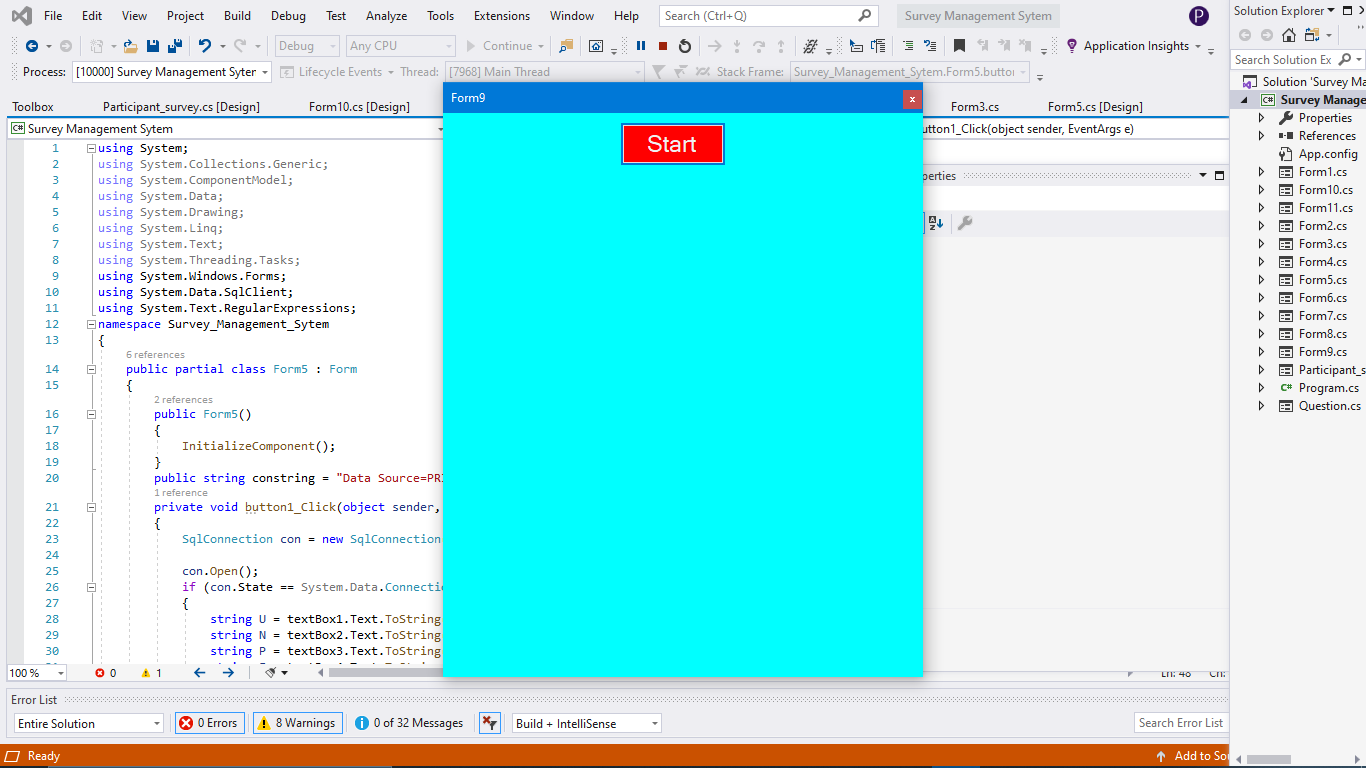 File Edit View Project Build Debug Test Analyze Tools Extensions Window Help Search (Ctrl+Q) Survey Management Sytem P
Debug Any CPU Continue Application Insights
Process: [10000] Survey Management Syter Lifecycle Events Thread: [7968] Main Thread Stack Frame: Survey_Management_Sytem.Form5.button
Toolbox Participant_survey.cs [Design] Form10.cs [Design] Form3.cs Form5.cs [Design]
Survey Management Sytem utton1_Click(object sender, EventArgs e)
1 using System;
2 using System.Collections.Generic;
3 using System.ComponentModel;
4 using System.Data;
5 using System.Drawing;
6 using System.Linq;
7 using System.Text;
8 using System.Threading.Tasks;
9 using System.Windows.Forms;
10 using System.Data.SqlClient;
11 using System.Text.RegularExpressions;
12 namespace Survey_Management_Sytem
13 {
6 references
14 public partial class Form5 : Form
15 {
2 references
16 public Form5()
17 {
18 InitializeComponent();
19 }
20 public string constring = "Data Source=PRI
1 reference
21 private void button1_Click(object sender,
22 {
23 SqlConnection con = new SqlConnection
24
25 con.Open();
26 if (con.State == System.Data.Connectio
27 {
28 string U = textBox1.Text.ToString
29 string N = textBox2.Text.ToString
30 string P = textBox3.Text.ToString
100 % 0 1 Ln: 48 Ch:
Form9 x
Start
perties
Solution Explorer
Search Solution Ex
Solution 'Survey Ma
C# Survey Manage
Properties
References
App.config
Form1.cs
Form10.cs
Form11.cs
Form2.cs
Form3.cs
Form4.cs
Form5.cs
Form6.cs
Form7.cs
Form8.cs
Form9.cs
Participant_s
C# Program.cs
Question.cs
Error List
Entire Solution 0 Errors 8 Warnings 0 of 32 Messages Build + IntelliSense Search Error List
Ready Add to Sou